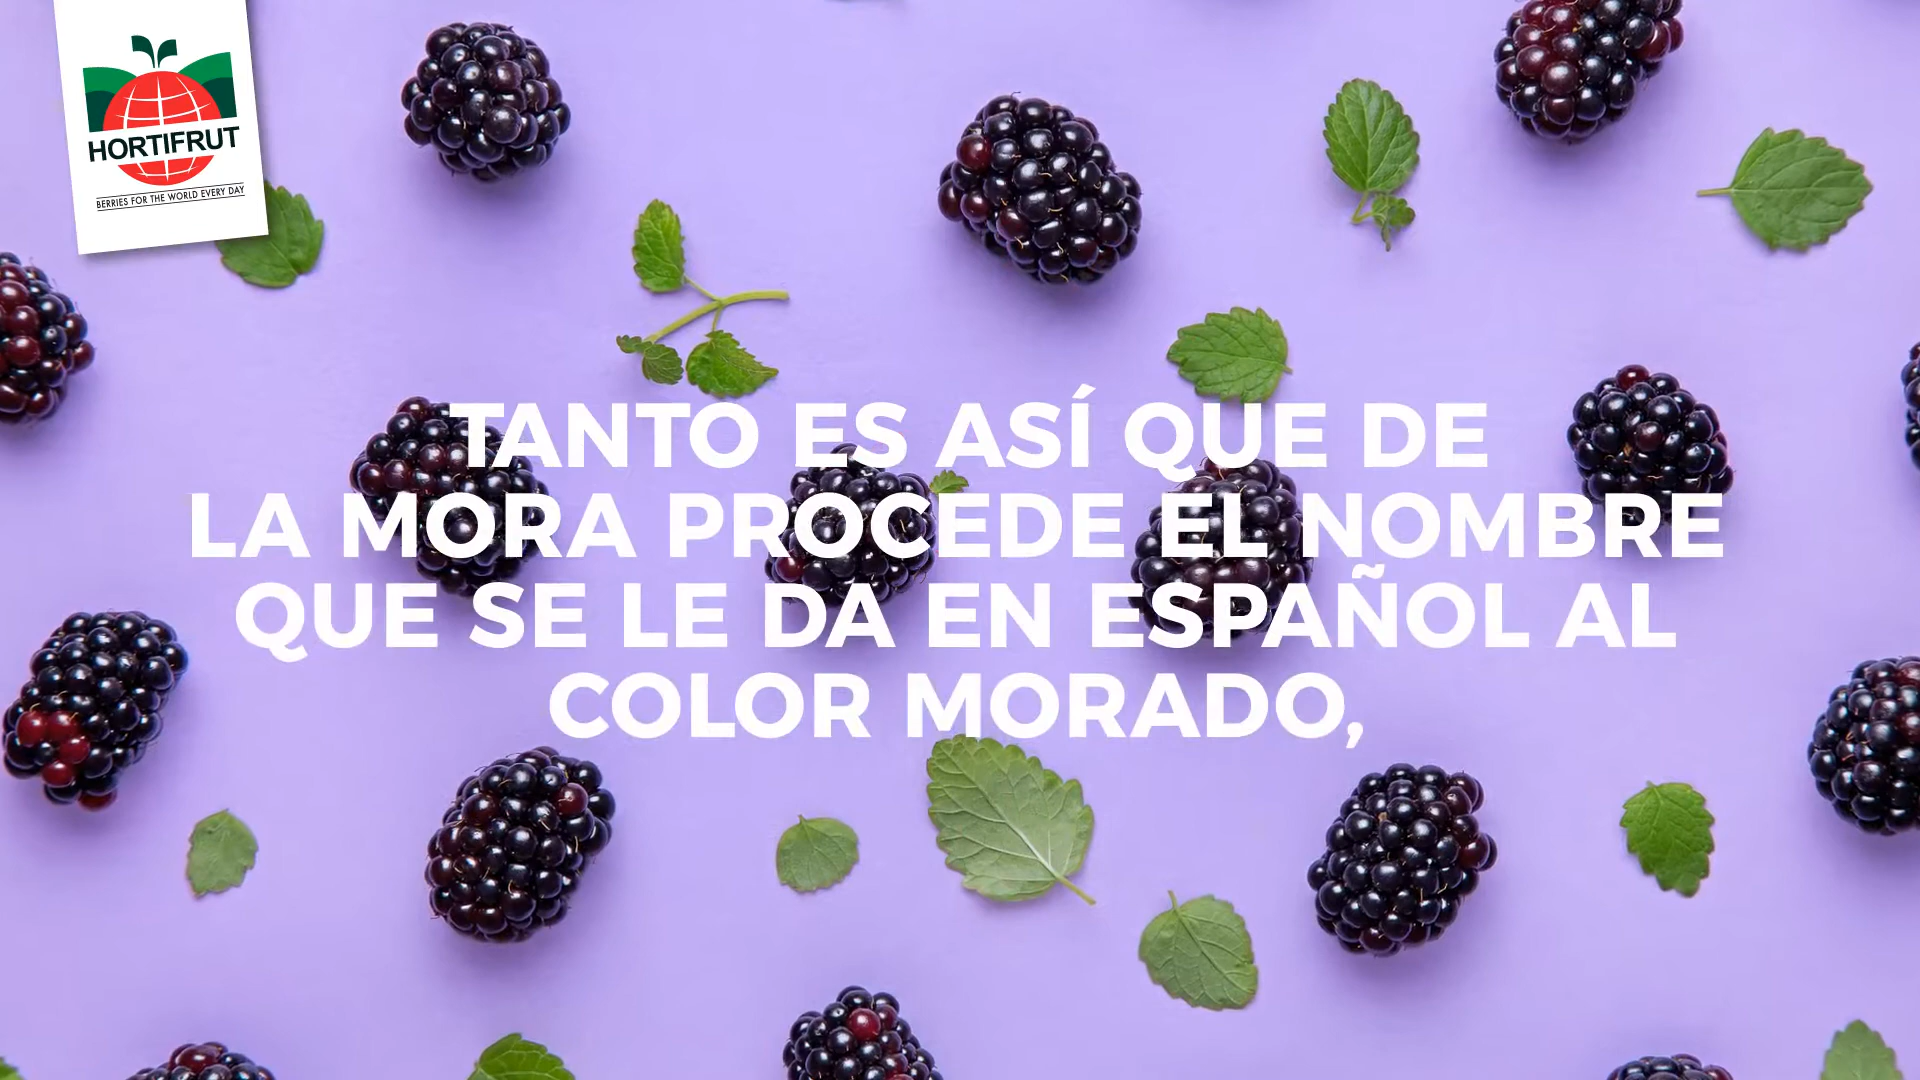 HORTIFRUT
BERRIES FOR THE WORLD EVERY DAY
TANTO ES ASÍ QUE DE
LA MORA PROCEDE EL NOMBRE
QUE SE LE DA EN ESPAÑOL AL
COLOR MORADO,